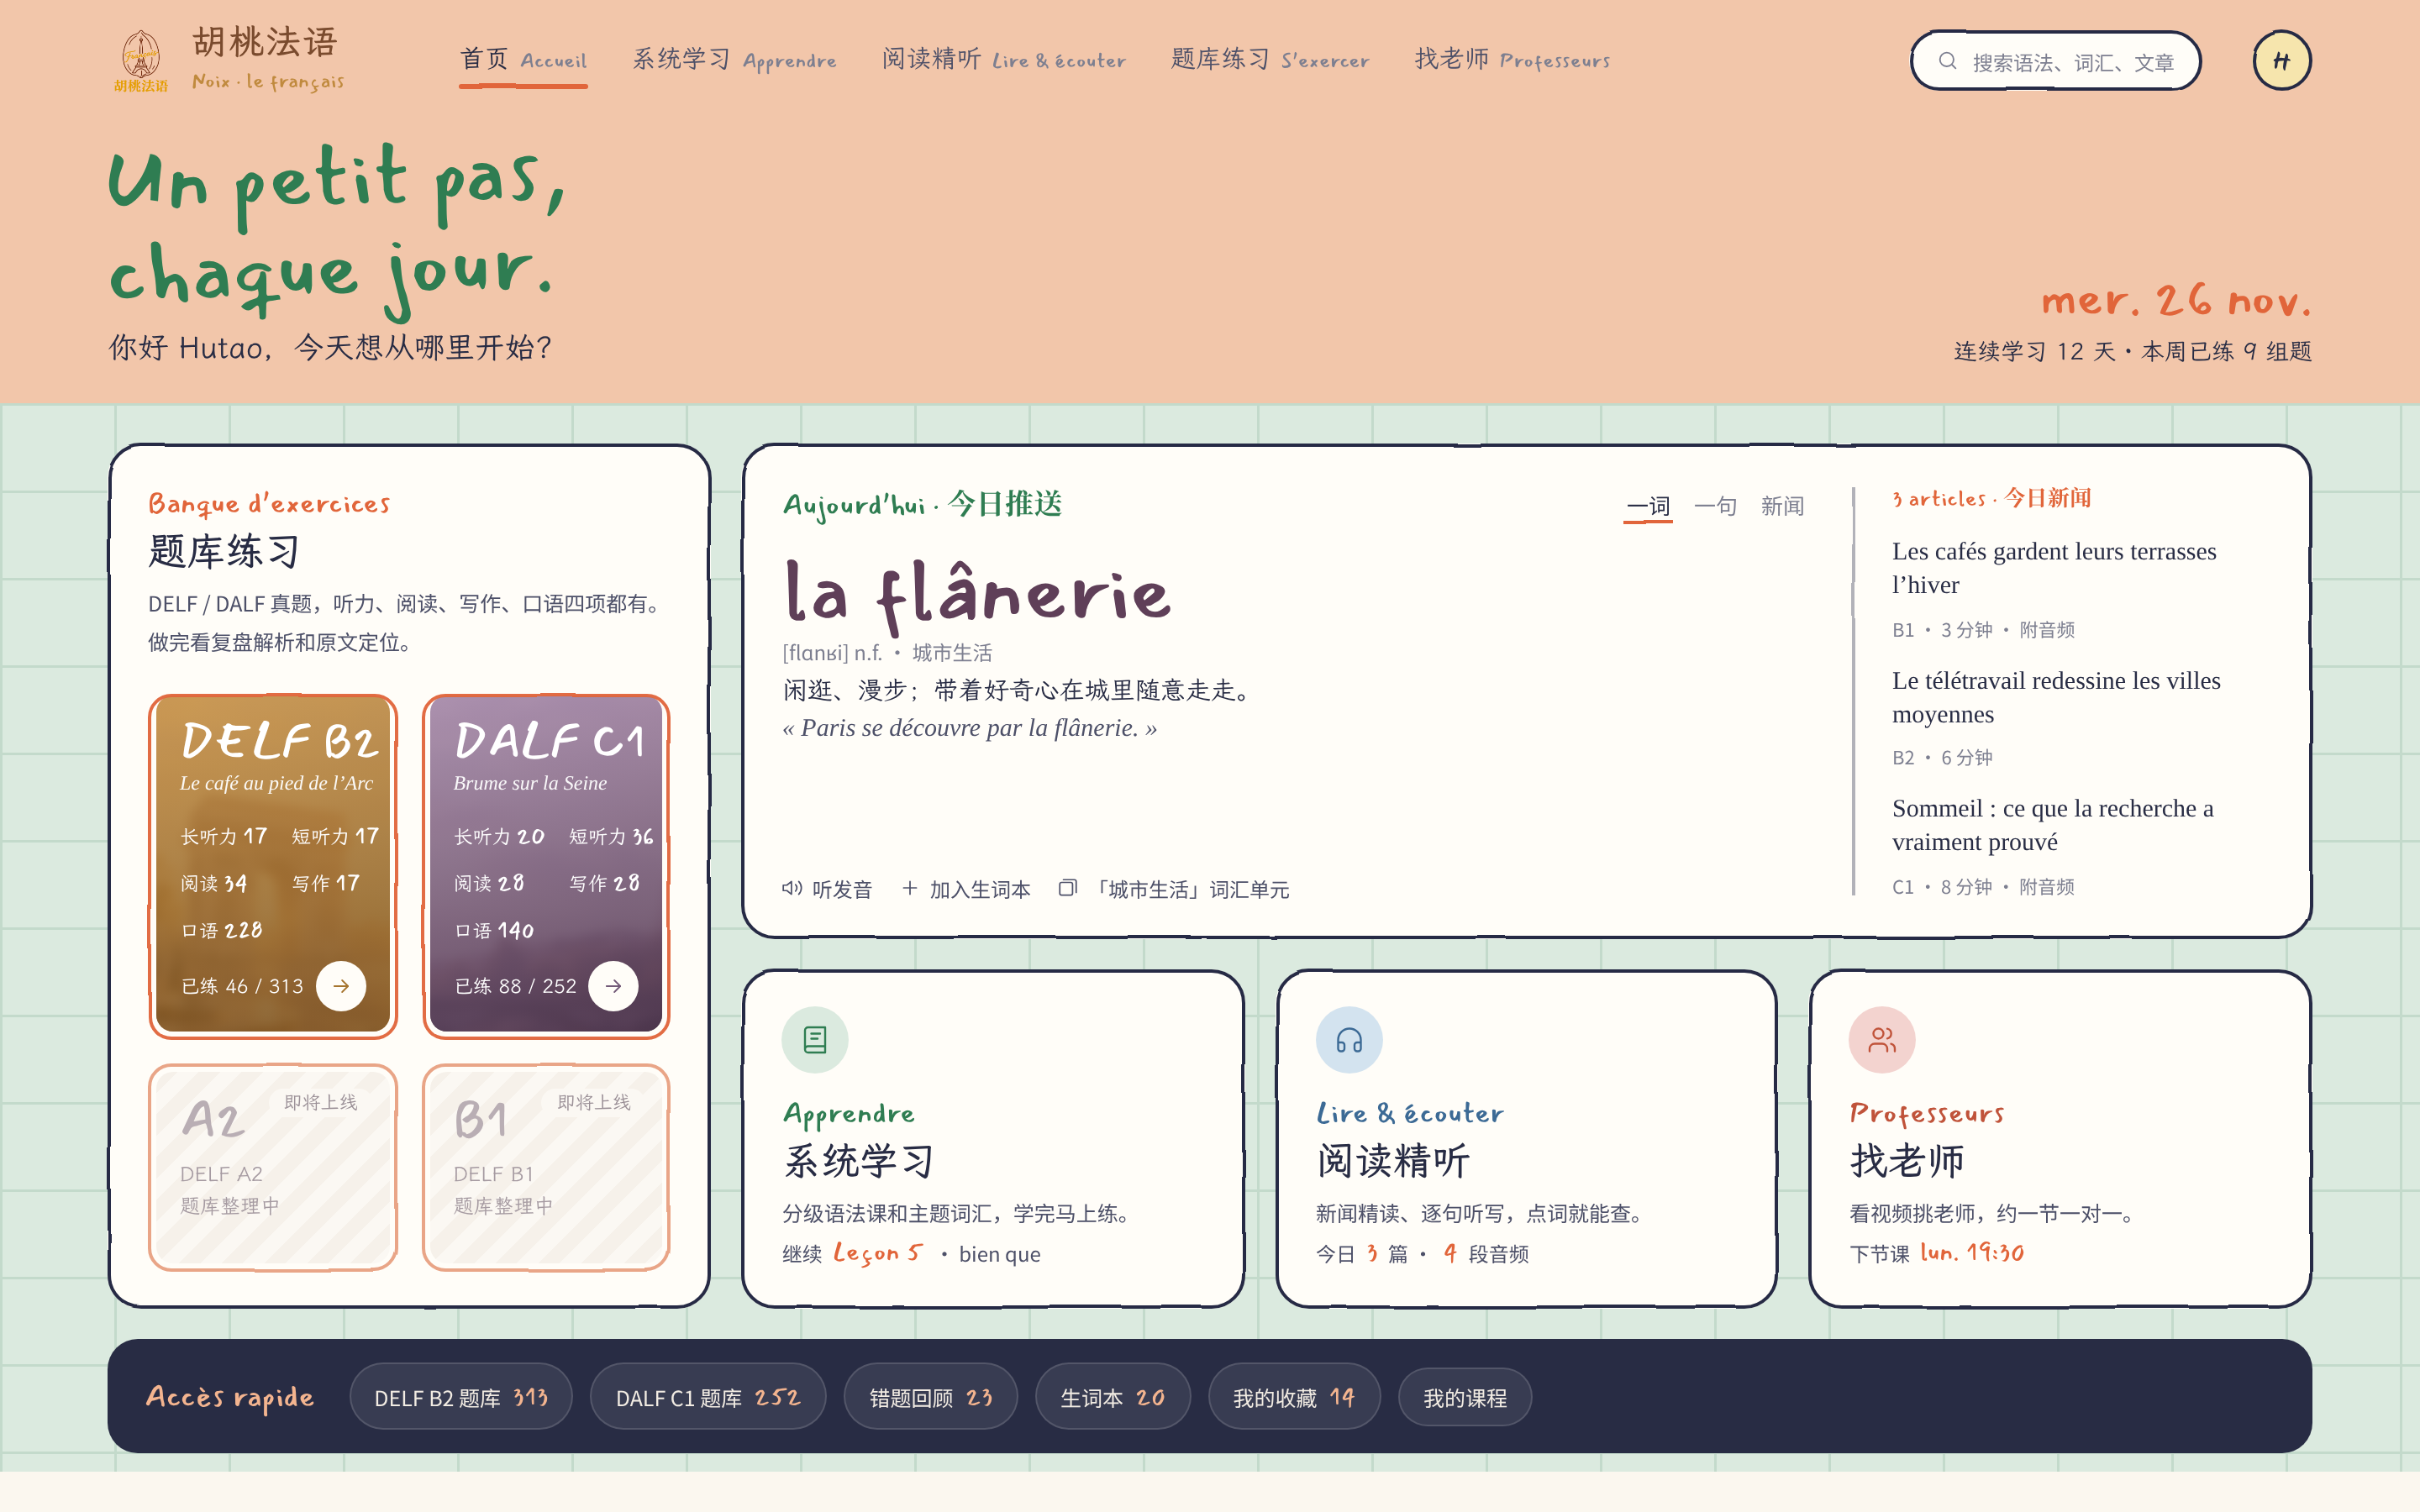 胡桃法语
Français
胡桃法语
Noix · le français
首页 Accueil
系统学习 Apprendre
阅读精听 Lire & écouter
题库练习 S'exercer
找老师 Professeurs
搜索语法、词汇、文章
H
Un petit pas,
chaque jour.
你好 Hutao，今天想从哪里开始？
mer. 26 nov.
连续学习 12 天 · 本周已练 9 组题
Banque d'exercices
题库练习
DELF / DALF 真题，听力、阅读、写作、口语四项都有。
做完看复盘解析和原文定位。
DELF B2
Le café au pied de l’Arc
长听力 17 短听力 17
阅读 34 写作 17
口语 228
已练 46 / 313
DALF C1
Brume sur la Seine
长听力 20 短听力 36
阅读 28 写作 28
口语 140
已练 88 / 252
A2 即将上线
DELF A2
题库整理中
B1 即将上线
DELF B1
题库整理中
Aujourd'hui · 今日推送
一词 一句 新闻
la flânerie
[flɑnʁi] n.f. · 城市生活
闲逛、漫步；带着好奇心在城里随意走走。
« Paris se découvre par la flânerie. »
听发音 加入生词本 「城市生活」词汇单元
3 articles · 今日新闻
Les cafés gardent leurs terrasses
l’hiver
B1 · 3 分钟 · 附音频
Le télétravail redessine les villes
moyennes
B2 · 6 分钟
Sommeil : ce que la recherche a
vraiment prouvé
C1 · 8 分钟 · 附音频
Apprendre
系统学习
分级语法课和主题词汇，学完马上练。
继续 Leçon 5 · bien que
Lire & écouter
阅读精听
新闻精读、逐句听写，点词就能查。
今日 3 篇 · 4 段音频
Professeurs
找老师
看视频挑老师，约一节一对一。
下节课 lun. 19:30
Accès rapide
DELF B2 题库 313
DALF C1 题库 252
错题回顾 23
生词本 20
我的收藏 14
我的课程